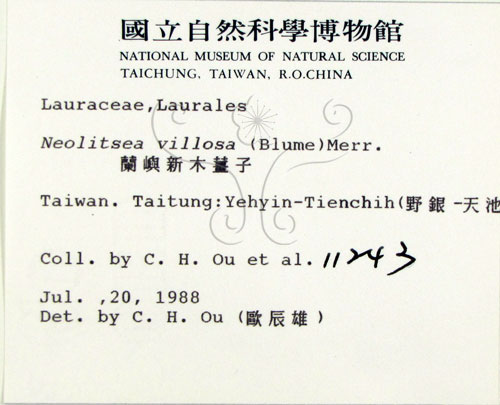 國立自然科學博物館
NATIONAL MUSEUM OF NATURAL SCIENCE
TAICHUNG, TAIWAN, R.O.CHINA
Lauraceae,Laurales
Neolitsea villosa (Blume)Merr.
蘭嶼新木薑子
Taiwan. Taitung:Yehyin-Tienchih(野銀-天池
Coll. by C. H. Ou et al. 11243
Jul. ,20, 1988
Det. by C. H. Ou (歐辰雄)